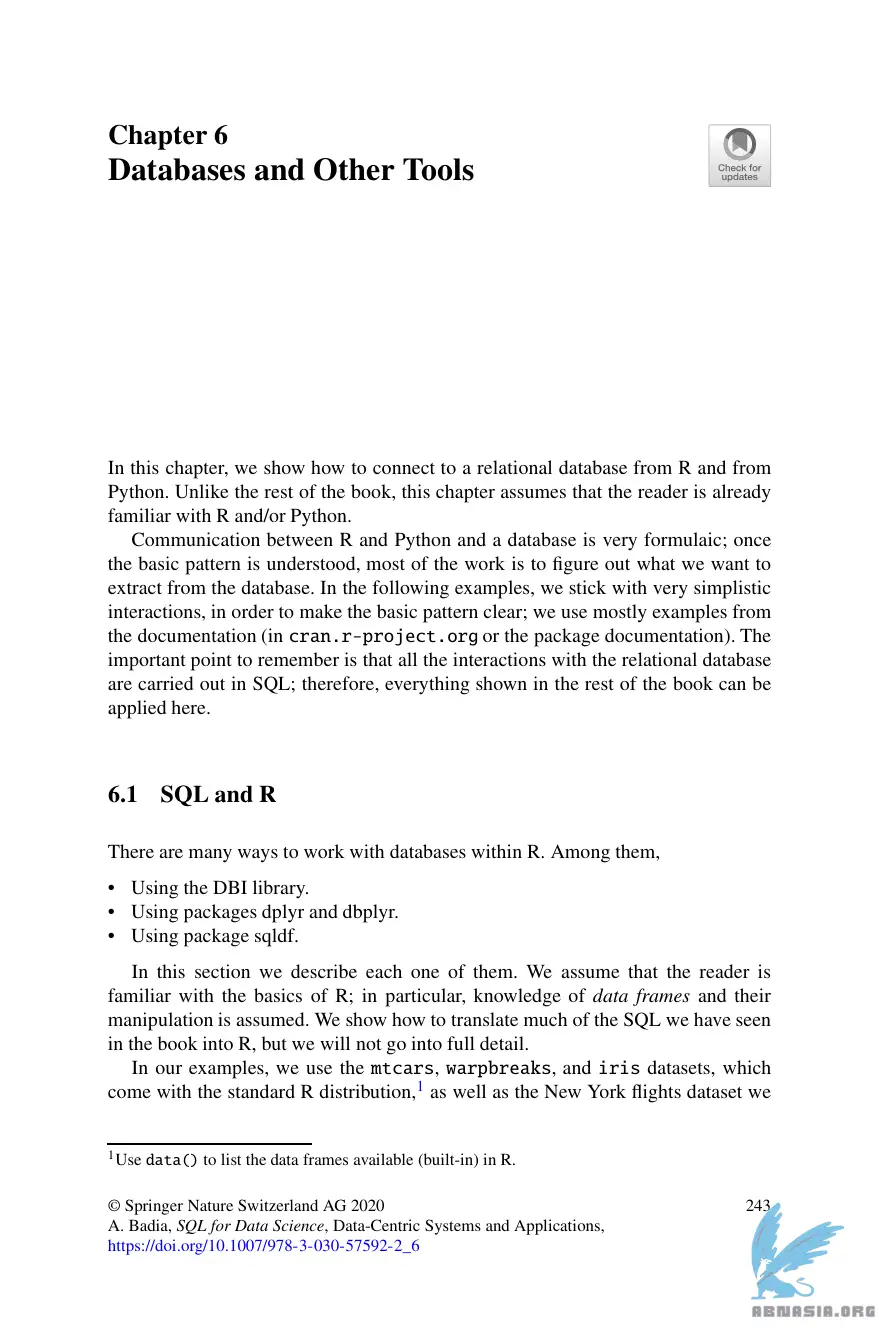 Chapter 6
Databases and Other Tools
Check for
updates
In this chapter, we show how to connect to a relational database from R and from
Python. Unlike the rest of the book, this chapter assumes that the reader is already
familiar with R and/or Python.
Communication between R and Python and a database is very formulaic; once
the basic pattern is understood, most of the work is to figure out what we want to
extract from the database. In the following examples, we stick with very simplistic
interactions, in order to make the basic pattern clear; we use mostly examples from
the documentation (in cran.r-project.org or the package documentation). The
important point to remember is that all the interactions with the relational database
are carried out in SQL; therefore, everything shown in the rest of the book can be
applied here.
6.1 SQL and R
There are many ways to work with databases within R. Among them,
• Using the DBI library.
• Using packages dplyr and dbplyr.
• Using package sqldf.
In this section we describe each one of them. We assume that the reader is
familiar with the basics of R; in particular, knowledge of data frames and their
manipulation is assumed. We show how to translate much of the SQL we have seen
in the book into R, but we will not go into full detail.
In our examples, we use the mtcars, warpbreaks, and iris datasets, which
come with the standard R distribution,1 as well as the New York flights dataset we
1Use data() to list the data frames available (built-in) in R.
© Springer Nature Switzerland AG 2020 243
A. Badia, SQL for Data Science, Data-Centric Systems and Applications,
https://doi.org/10.1007/978-3-030-57592-2_6
ABNASIA.ORG